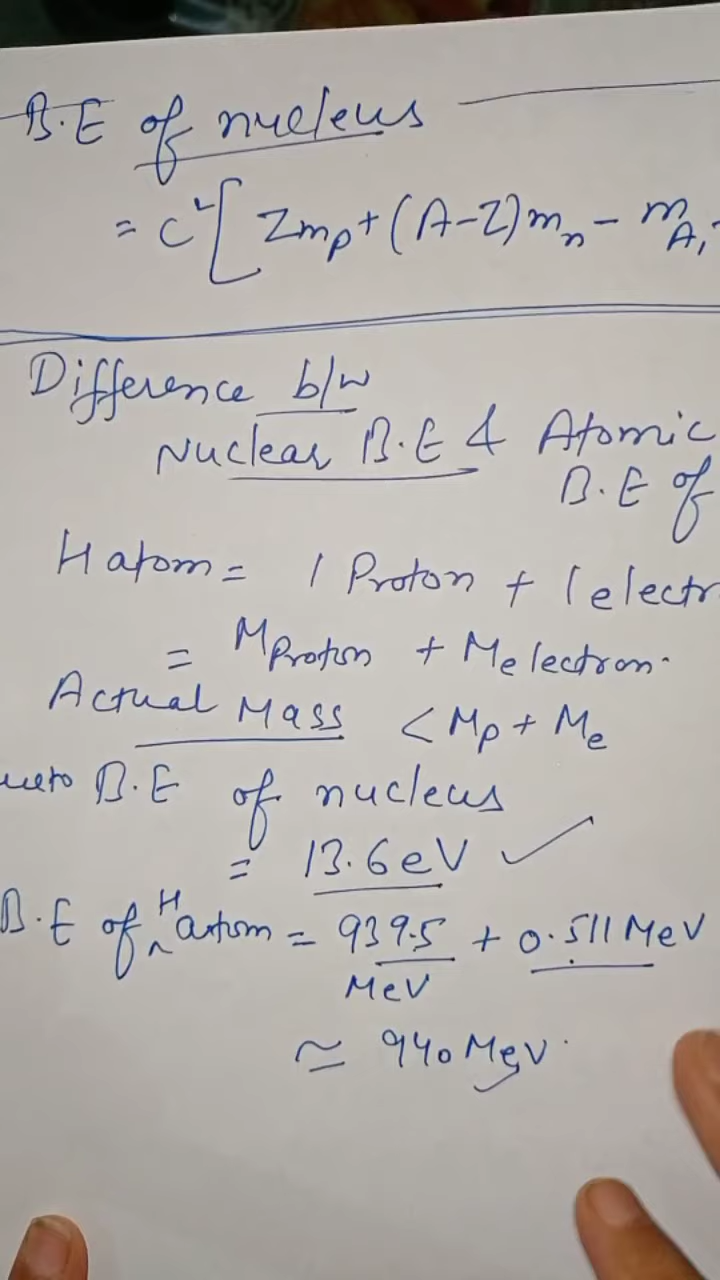 B.E of nucleus
= c²[Zmp + (A-Z)mn - mA,
Difference b/w
Nuclear B.E & Atomic
B.E of
H atom = 1 Proton + 1 electr
= MProton + Melectron.
Actual Mass < Mp + Me
B.E of nucleus
= 13.6 eV ✓
B.E of H atom = 939.5 + 0.511 MeV
MeV
≃ 940 MeV.